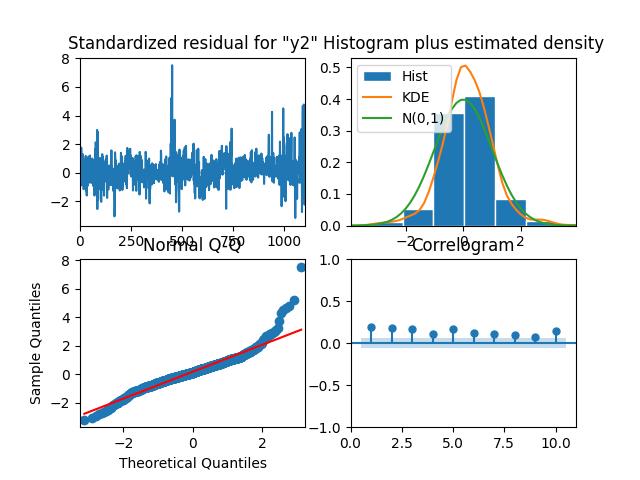 Standardized residual for "y2"
8
6
4
2
0
−2
0 250 500 750 1000
Histogram plus estimated density
0.5
0.4
0.3
0.2
0.1
0.0
−2 0 2
Hist
KDE
N(0,1)
Normal Q-Q
Sample Quantiles
8
6
4
2
0
−2
−2 0 2
Theoretical Quantiles
Correlogram
1.0
0.5
0.0
−0.5
−1.0
0.0 2.5 5.0 7.5 10.0